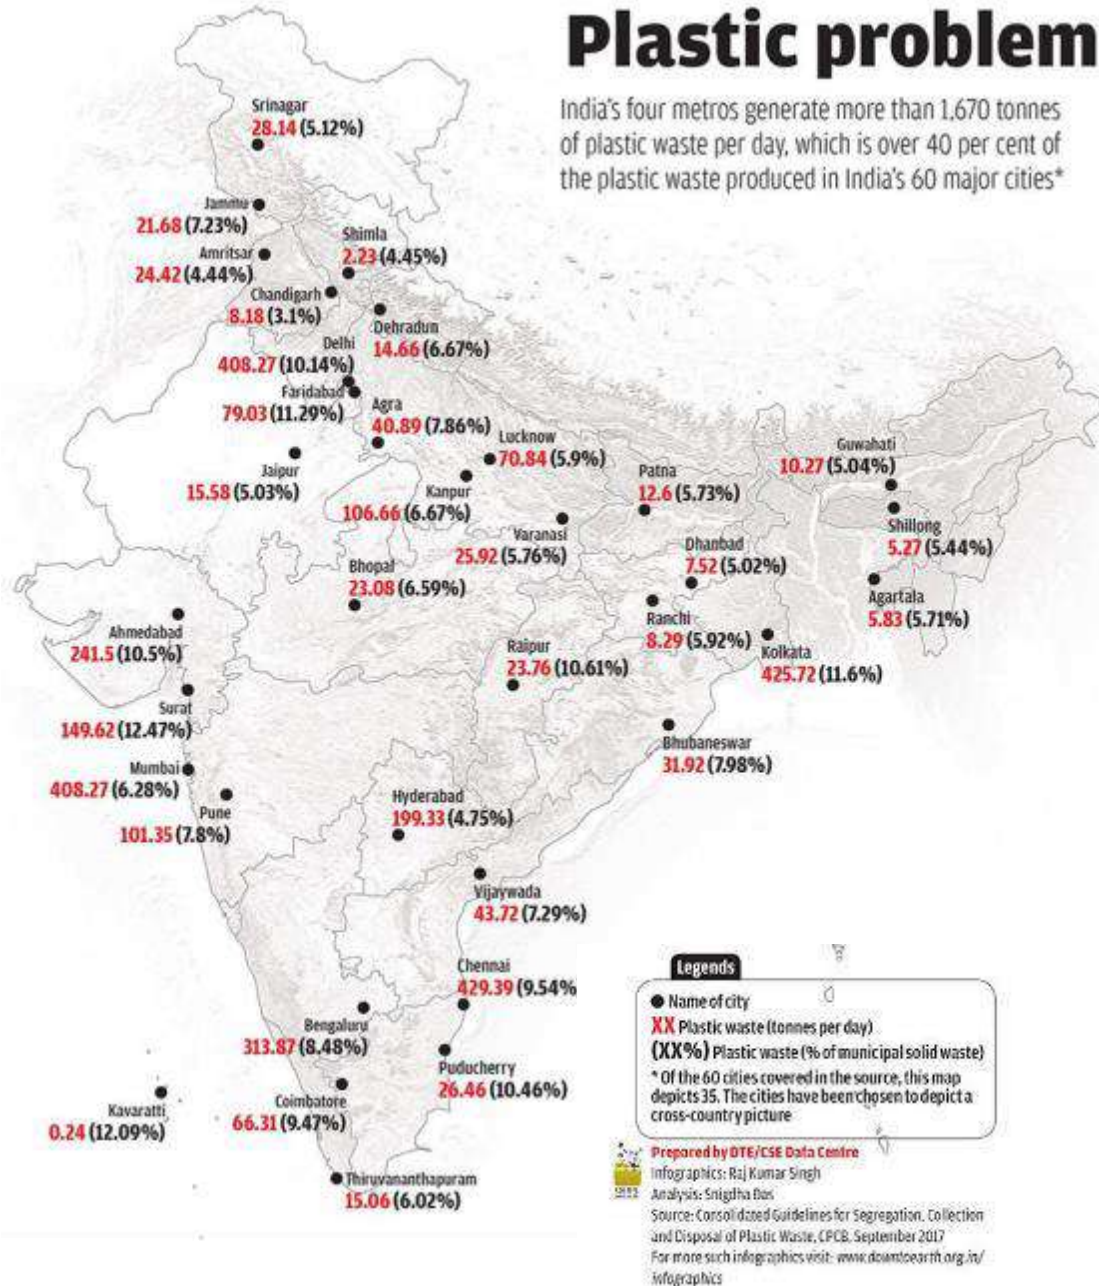 Plastic problem
India's four metros generate more than 1,670 tonnes
of plastic waste per day, which is over 40 per cent of
the plastic waste produced in India's 60 major cities*
Srinagar
28.14 (5.12%)
Jammu
21.68 (7.23%)
Shimla
2.23 (4.45%)
Amritsar
24.42 (4.44%)
Chandigarh
8.18 (3.1%)
Dehradun
14.66 (6.67%)
Delhi
408.27 (10.14%)
Faridabad
79.03 (11.29%)
Agra
40.89 (7.86%)
Lucknow
70.84 (5.9%)
Jaipur
15.58 (5.03%)
Kanpur
106.66 (6.67%)
Patna
12.6 (5.73%)
Guwahati
10.27 (5.04%)
Varanasi
25.92 (5.76%)
Shillong
5.27 (5.44%)
Dhanbad
7.52 (5.02%)
Bhopal
23.08 (6.59%)
Agartala
5.83 (5.71%)
Ranchi
8.29 (5.92%)
Ahmedabad
241.5 (10.5%)
Raipur
23.76 (10.61%)
Kolkata
425.72 (11.6%)
Surat
149.62 (12.47%)
Bhubaneswar
31.92 (7.98%)
Mumbai
408.27 (6.28%)
Pune
101.35 (7.8%)
Hyderabad
199.33 (4.75%)
Vijaywada
43.72 (7.29%)
Chennai
429.39 (9.54%
Bengaluru
313.87 (8.48%)
Puducherry
26.46 (10.46%)
Coimbatore
66.31 (9.47%)
Kavaratti
0.24 (12.09%)
Thiruvananthapuram
15.06 (6.02%)
Legends
Name of city
XX Plastic waste (tonnes per day)
(XX%) Plastic waste (% of municipal solid waste)
* Of the 60 cities covered in the source, this map
depicts 35. The cities have been chosen to depict a
cross-country picture
Prepared by DTE/CSE Data Centre
Infographics: Raj Kumar Singh
Analysis: Snigdha Das
Source: Consolidated Guidelines for Segregation, Collection
and Disposal of Plastic Waste, CPCB, September 2017
For more such infographics visit: www.downtoearth.org.in/
infographics